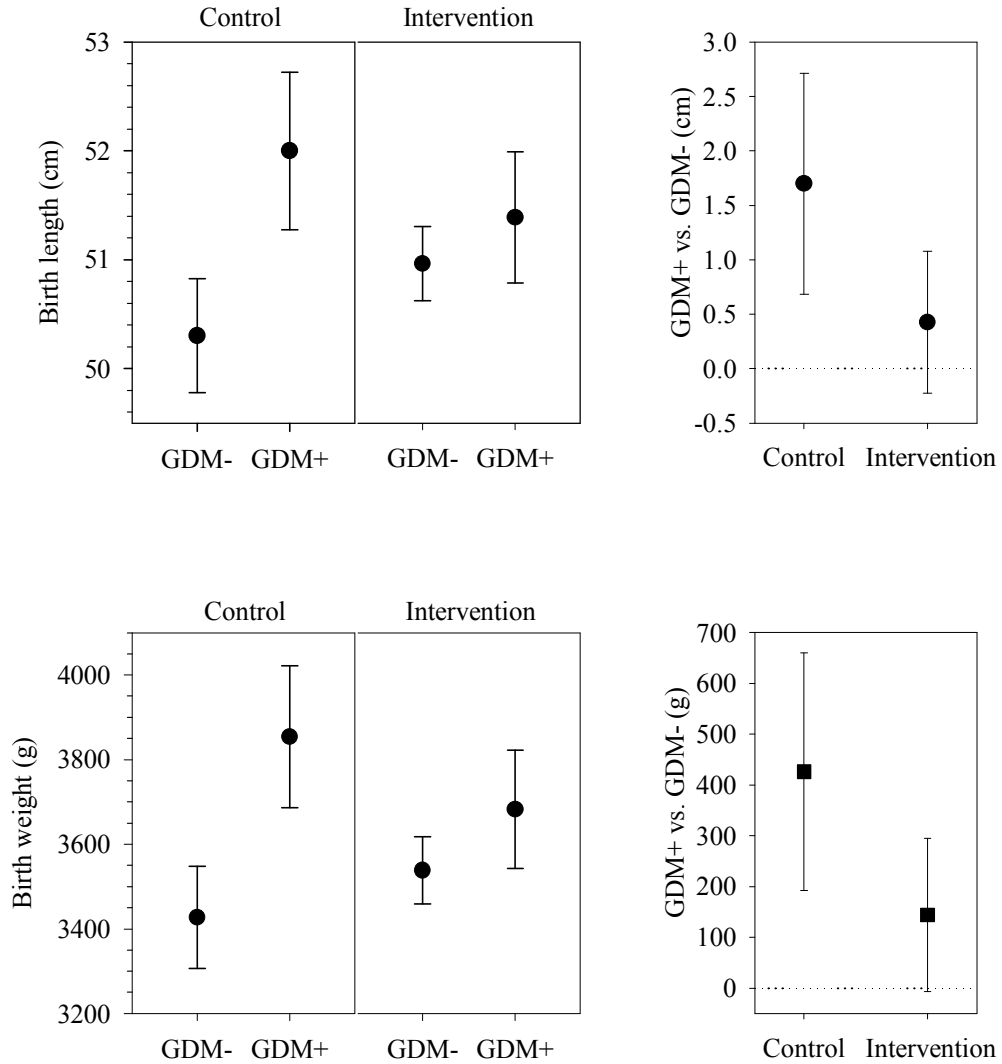 Control Intervention
Birth length (cm)
53
52
51
50
GDM- GDM+ GDM- GDM+
GDM+ vs. GDM- (cm)
3.0
2.5
2.0
1.5
1.0
0.5
0.0
-0.5
Control Intervention
Control Intervention
Birth weight (g)
4000
3800
3600
3400
3200
GDM- GDM+ GDM- GDM+
GDM+ vs. GDM- (g)
700
600
500
400
300
200
100
0
Control Intervention